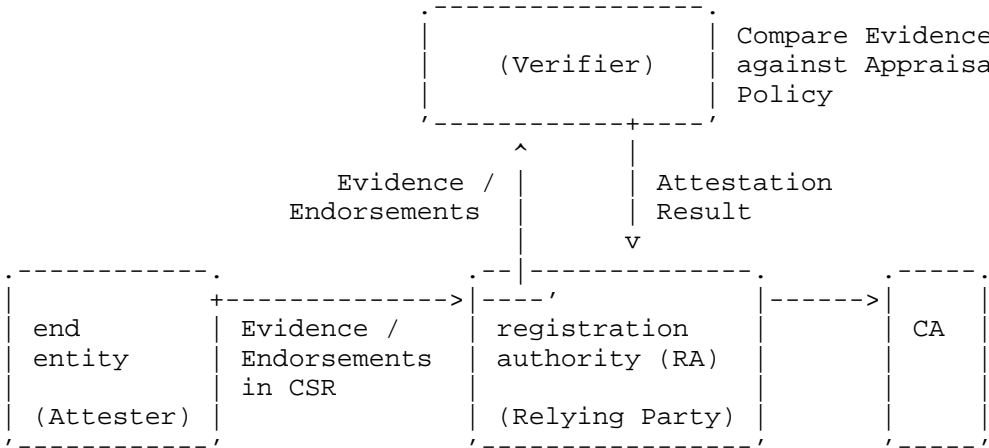 Compare Evidence
(Verifier) against Appraisa
Policy
Evidence / Attestation
Endorsements Result
end Evidence / registration CA
entity Endorsements authority (RA)
in CSR
(Attester) (Relying Party)